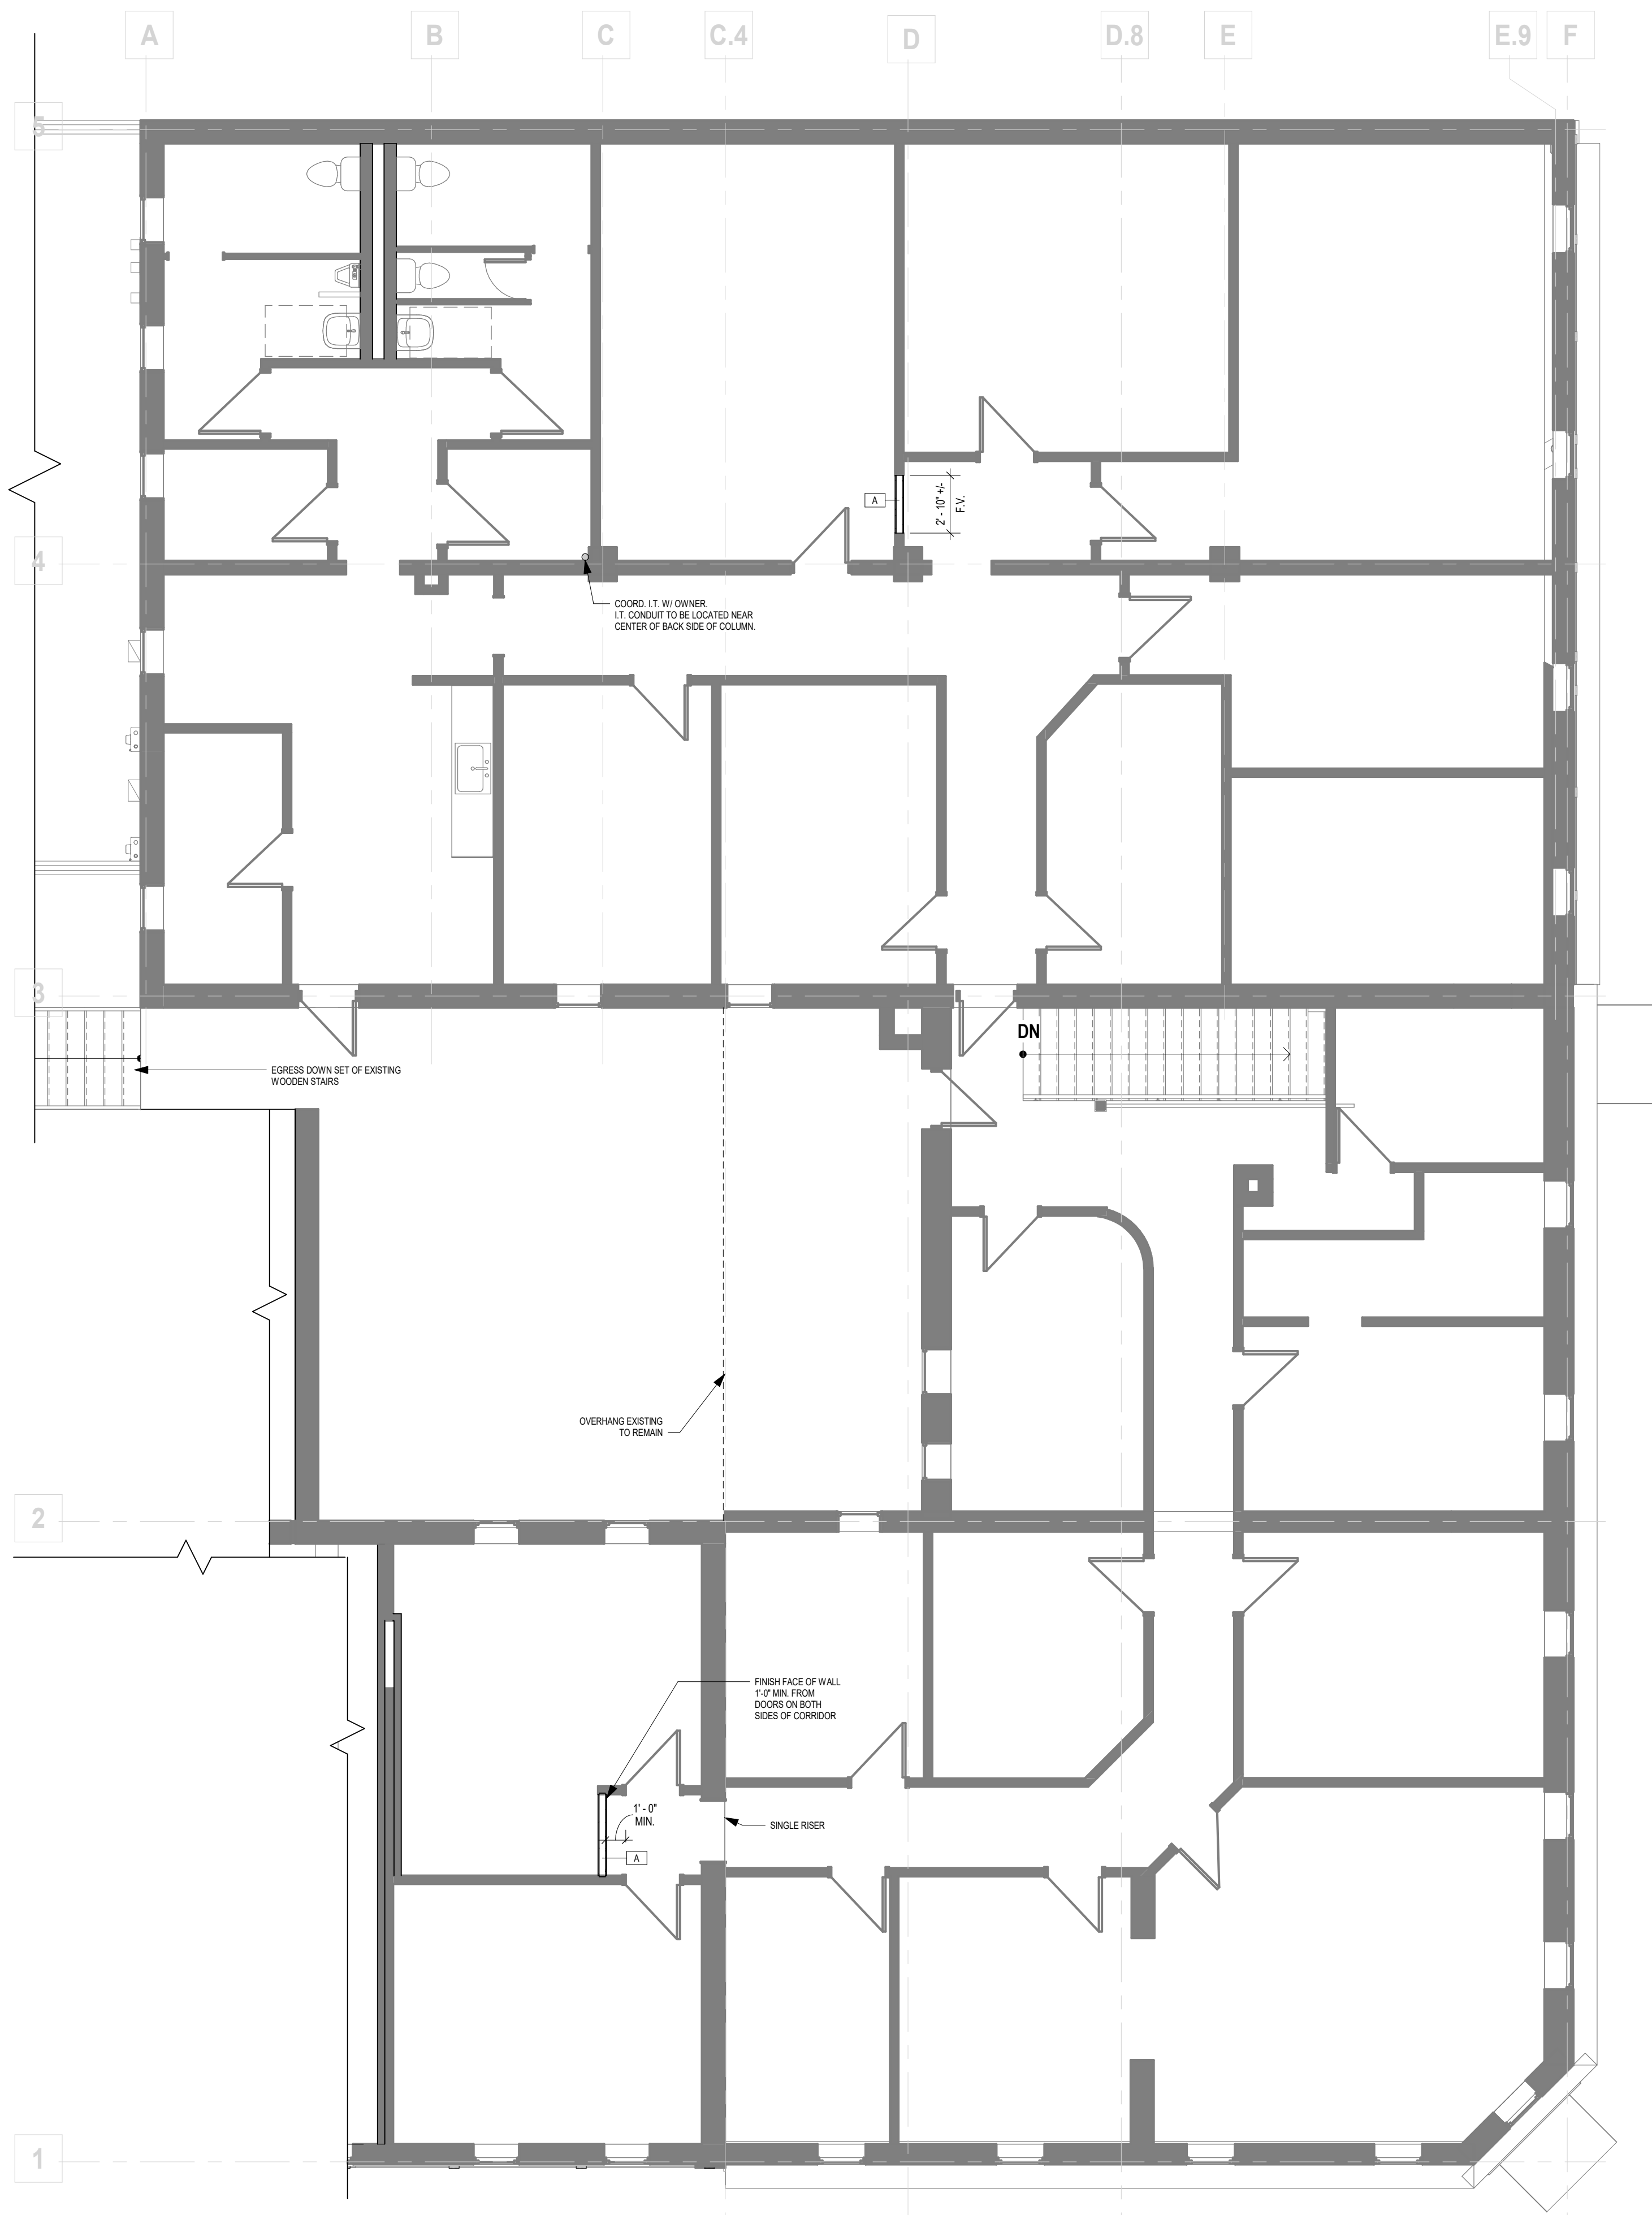 A
B
C
C.4
D
D.8
E
E.9
F
5
A
2' - 10" +/-
F.V.
4
COORD. I.T. W/ OWNER.
I.T. CONDUIT TO BE LOCATED NEAR
CENTER OF BACK SIDE OF COLUMN.
3
DN
EGRESS DOWN SET OF EXISTING
WOODEN STAIRS
OVERHANG EXISTING
TO REMAIN
2
FINISH FACE OF WALL
1'-0" MIN. FROM
DOORS ON BOTH
SIDES OF CORRIDOR
1' - 0"
MIN.
SINGLE RISER
A
1